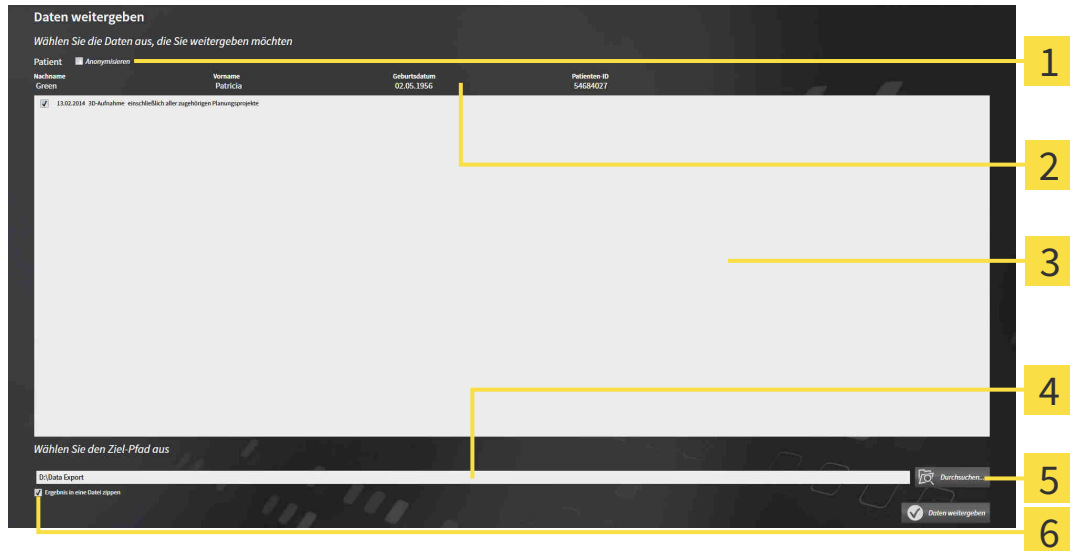 Daten weitergeben
Wählen Sie die Daten aus, die Sie weitergeben möchten
Patient Anonymisieren
1
Nachname Vorname Geburtsdatum Patienten-ID
Green Patricia 02.05.1956 54684027
13.02.2014 3D-Aufnahme einschließlich aller zugehörigen Planungsprojekte
2
3
4
Wählen Sie den Ziel-Pfad aus
D:\Data Export
Durchsuchen...
5
Ergebnis in eine Datei zippen
Daten weitergeben
6